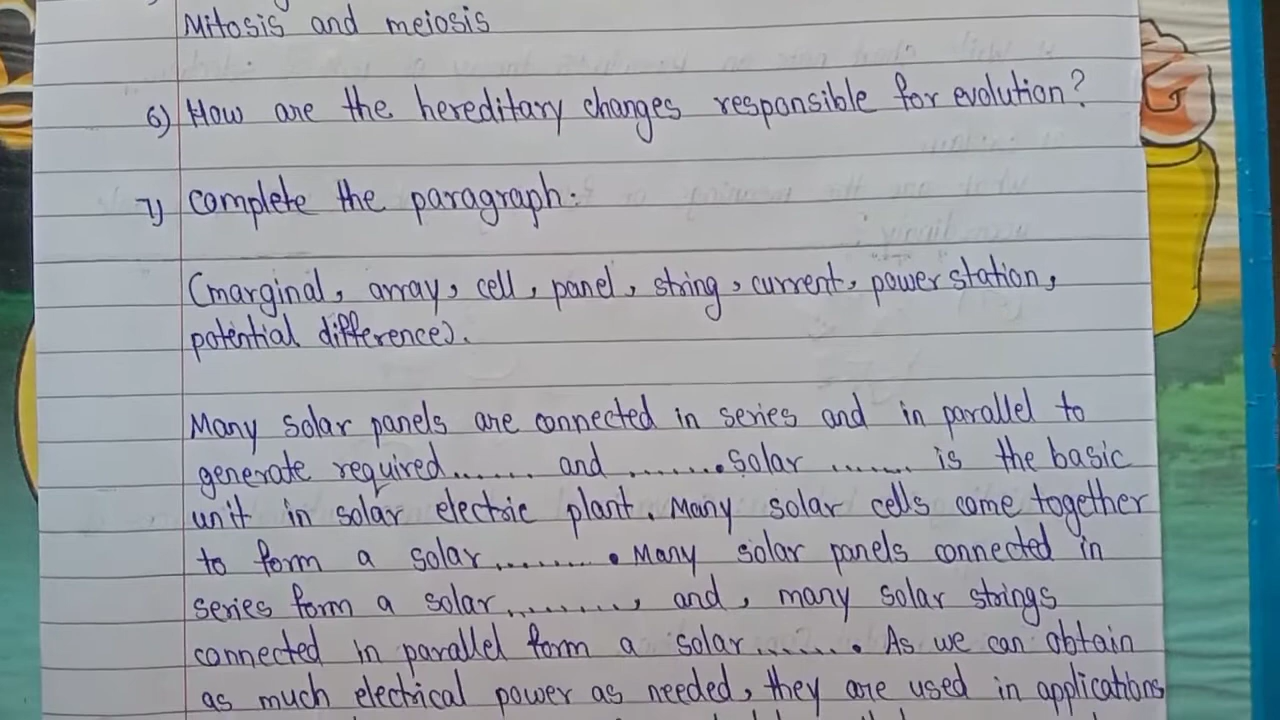 Mitosis and meiosis
6) How are the hereditary changes responsible for evolution?
7) Complete the paragraph.
(marginal, array, cell, panel, string, current, power station,
potential difference).
Many solar panels are connected in series and in parallel to
generate required....... and ........ Solar ....... is the basic
unit in solar electric plant. Many solar cells come together
to form a solar......... Many solar panels connected in
series form a solar........., and, many solar strings
connected in parallel form a solar....... As we can obtain
as much electrical power as needed, they are used in applications